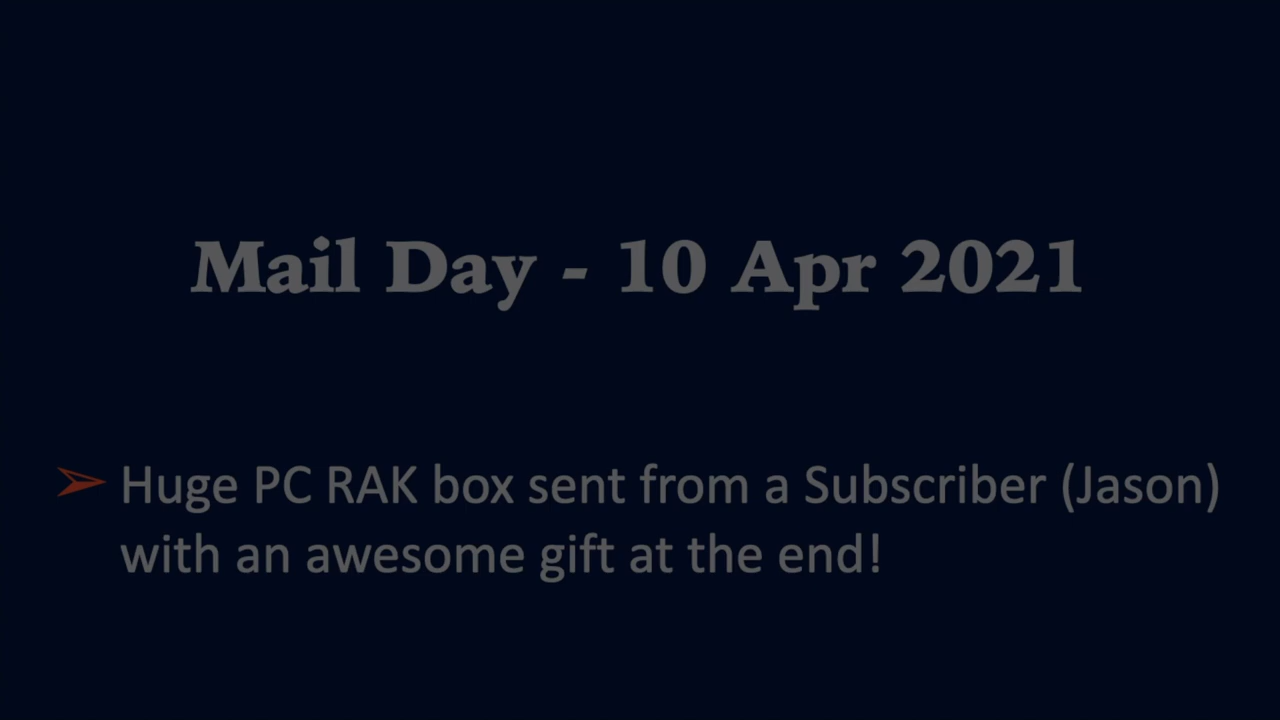 Mail Day - 10 Apr 2021
➢ Huge PC RAK box sent from a Subscriber (Jason)
with an awesome gift at the end!